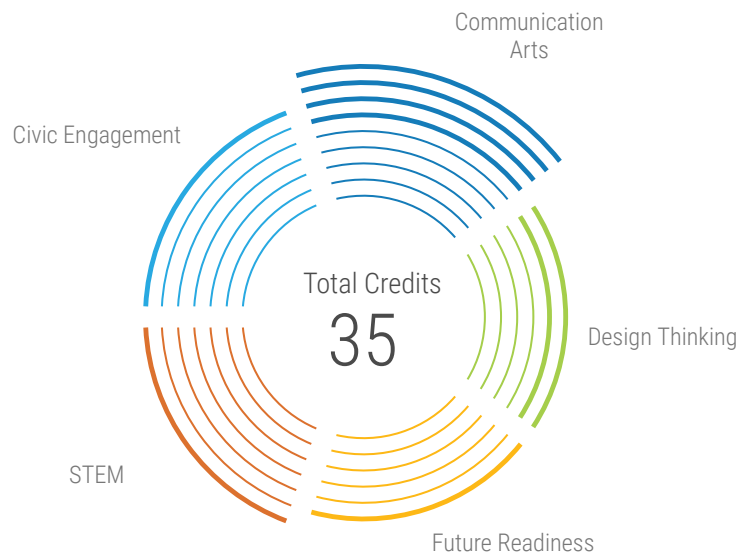 Communication
Arts
Civic Engagement
Total Credits
35
Design Thinking
STEM
Future Readiness